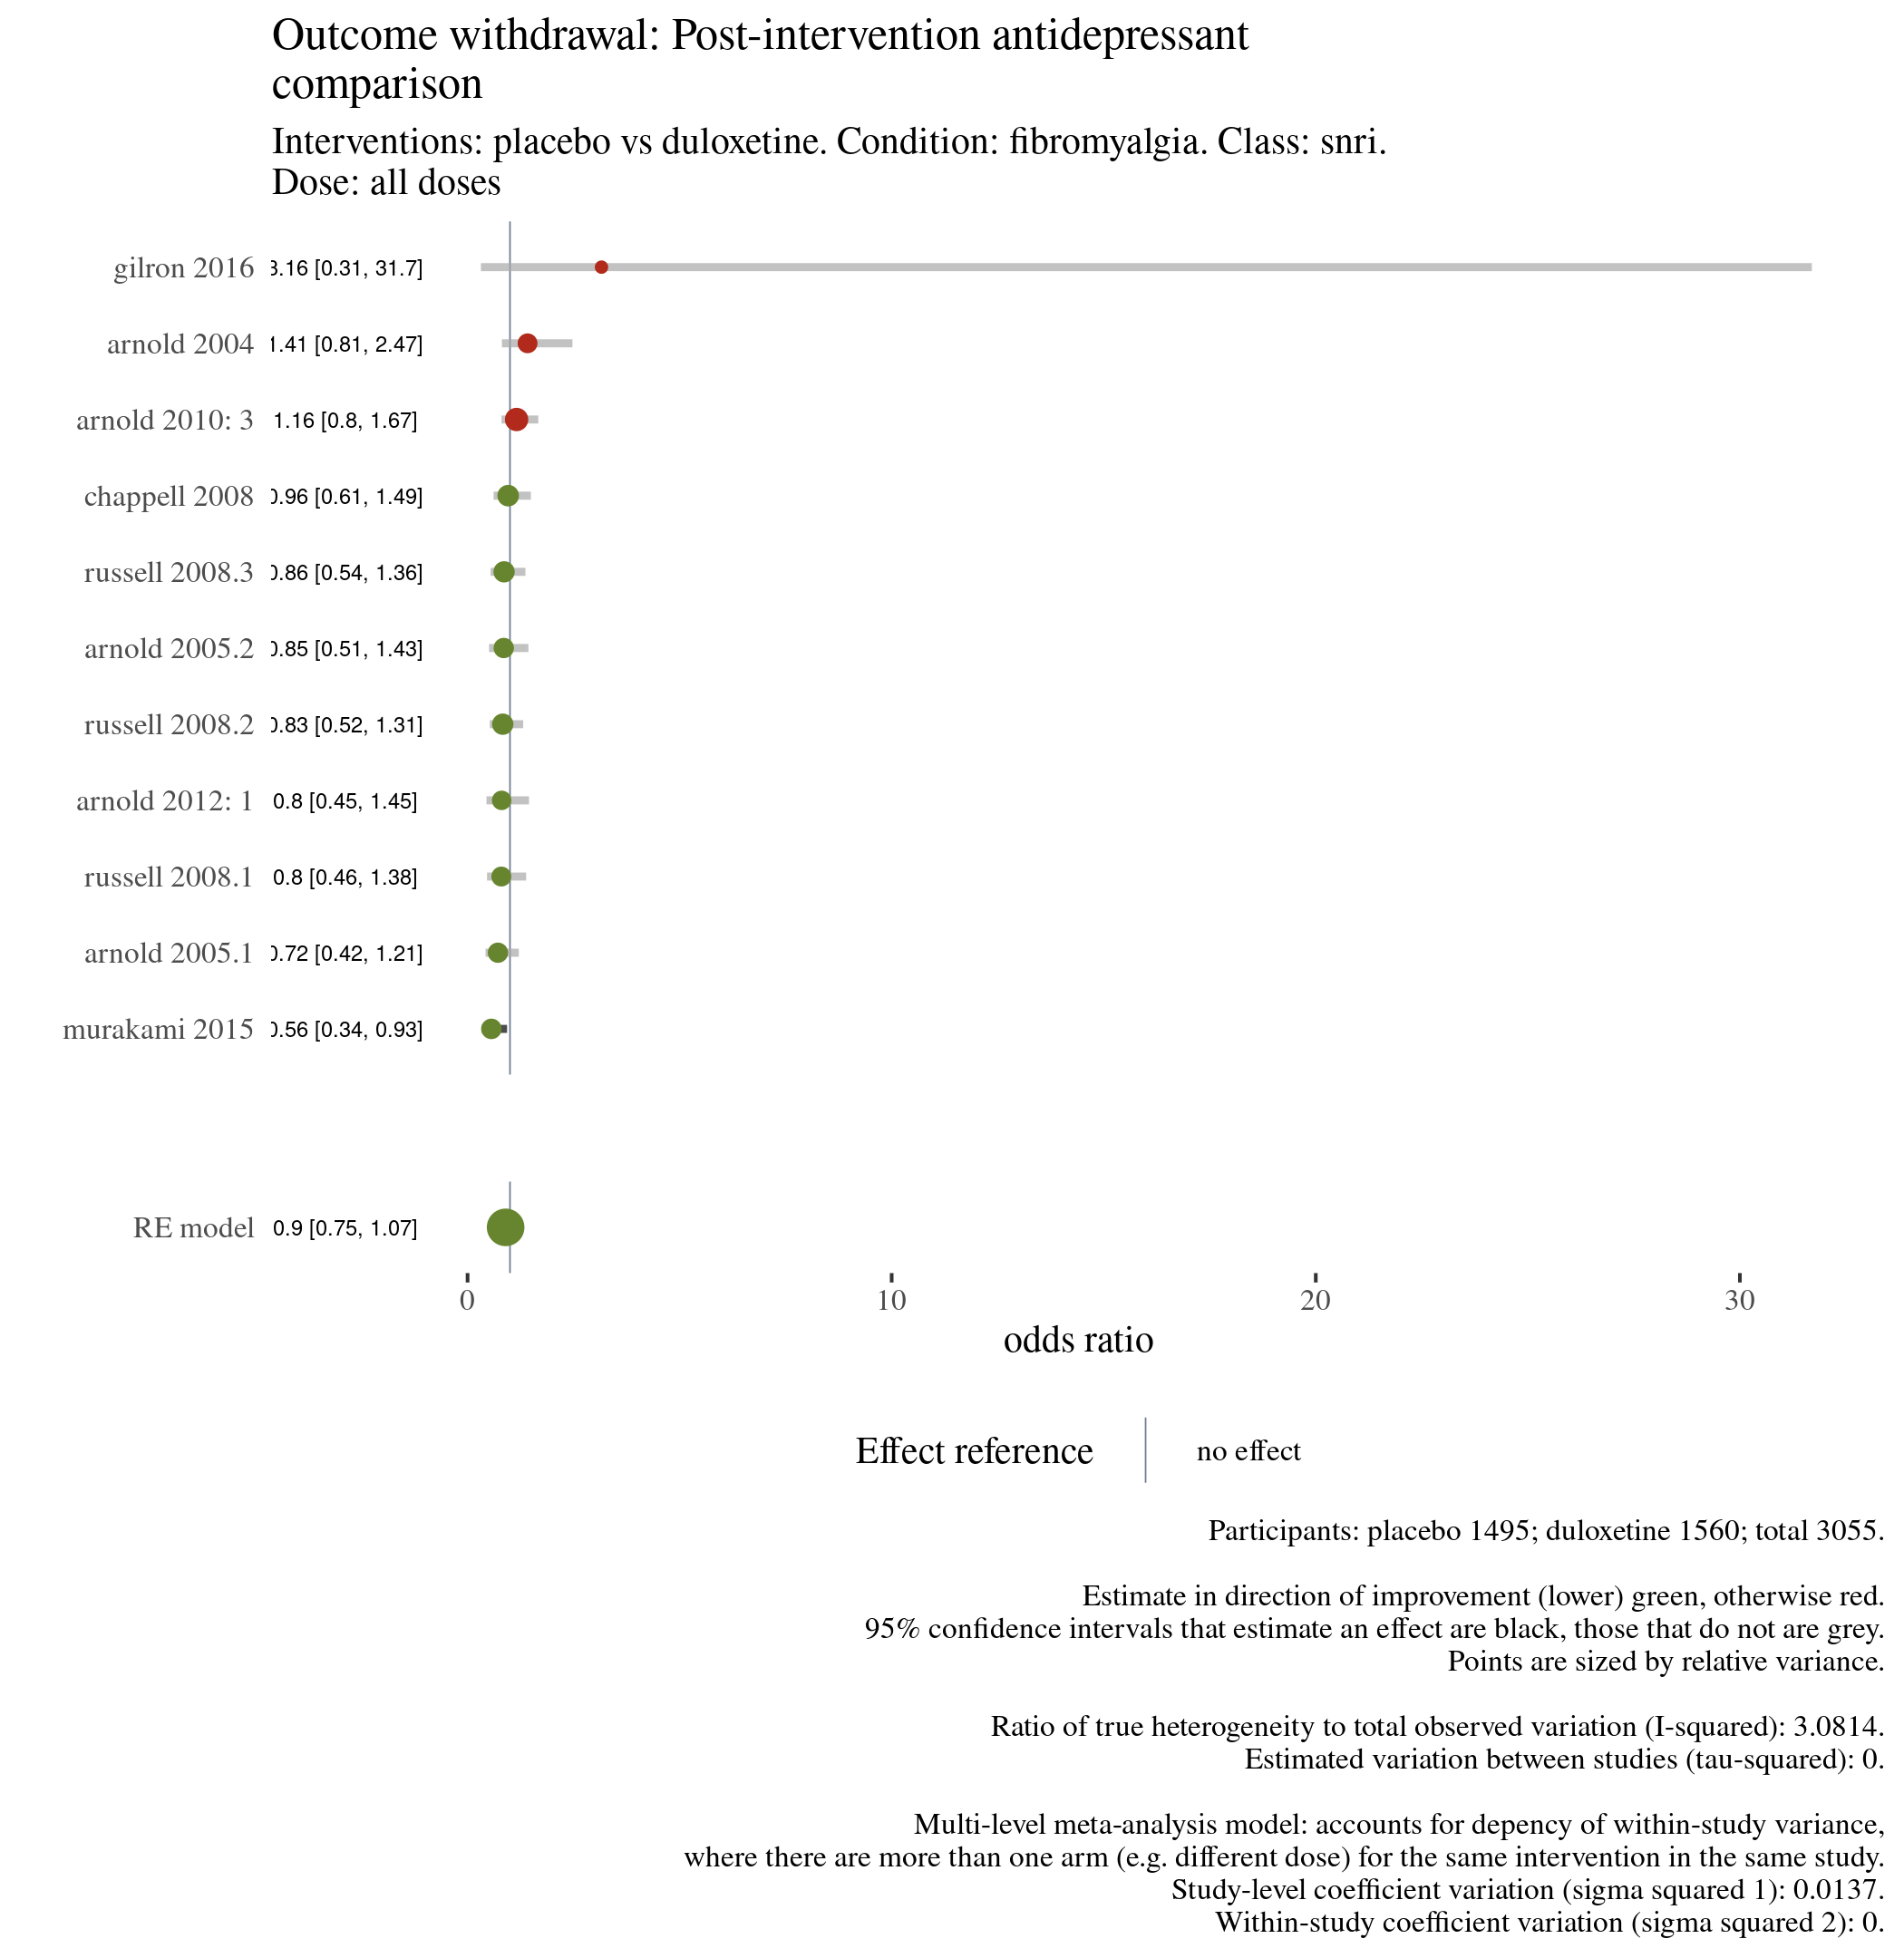 Outcome withdrawal: Post-intervention antidepressant
comparison
Interventions: placebo vs duloxetine. Condition: fibromyalgia. Class: snri.
Dose: all doses
gilron 2016 3.16 [0.31, 31.7]
arnold 2004 1.41 [0.81, 2.47]
arnold 2010: 3 1.16 [0.8, 1.67]
chappell 2008 0.96 [0.61, 1.49]
russell 2008.3 0.86 [0.54, 1.36]
arnold 2005.2 0.85 [0.51, 1.43]
russell 2008.2 0.83 [0.52, 1.31]
arnold 2012: 1 0.8 [0.45, 1.45]
russell 2008.1 0.8 [0.46, 1.38]
arnold 2005.1 0.72 [0.42, 1.21]
murakami 2015 0.56 [0.34, 0.93]
RE model 0.9 [0.75, 1.07]
0 10 20 30
odds ratio
Effect reference no effect
Participants: placebo 1495; duloxetine 1560; total 3055.
Estimate in direction of improvement (lower) green, otherwise red.
95% confidence intervals that estimate an effect are black, those that do not are grey.
Points are sized by relative variance.
Ratio of true heterogeneity to total observed variation (I-squared): 3.0814.
Estimated variation between studies (tau-squared): 0.
Multi-level meta-analysis model: accounts for depency of within-study variance,
where there are more than one arm (e.g. different dose) for the same intervention in the same study.
Study-level coefficient variation (sigma squared 1): 0.0137.
Within-study coefficient variation (sigma squared 2): 0.